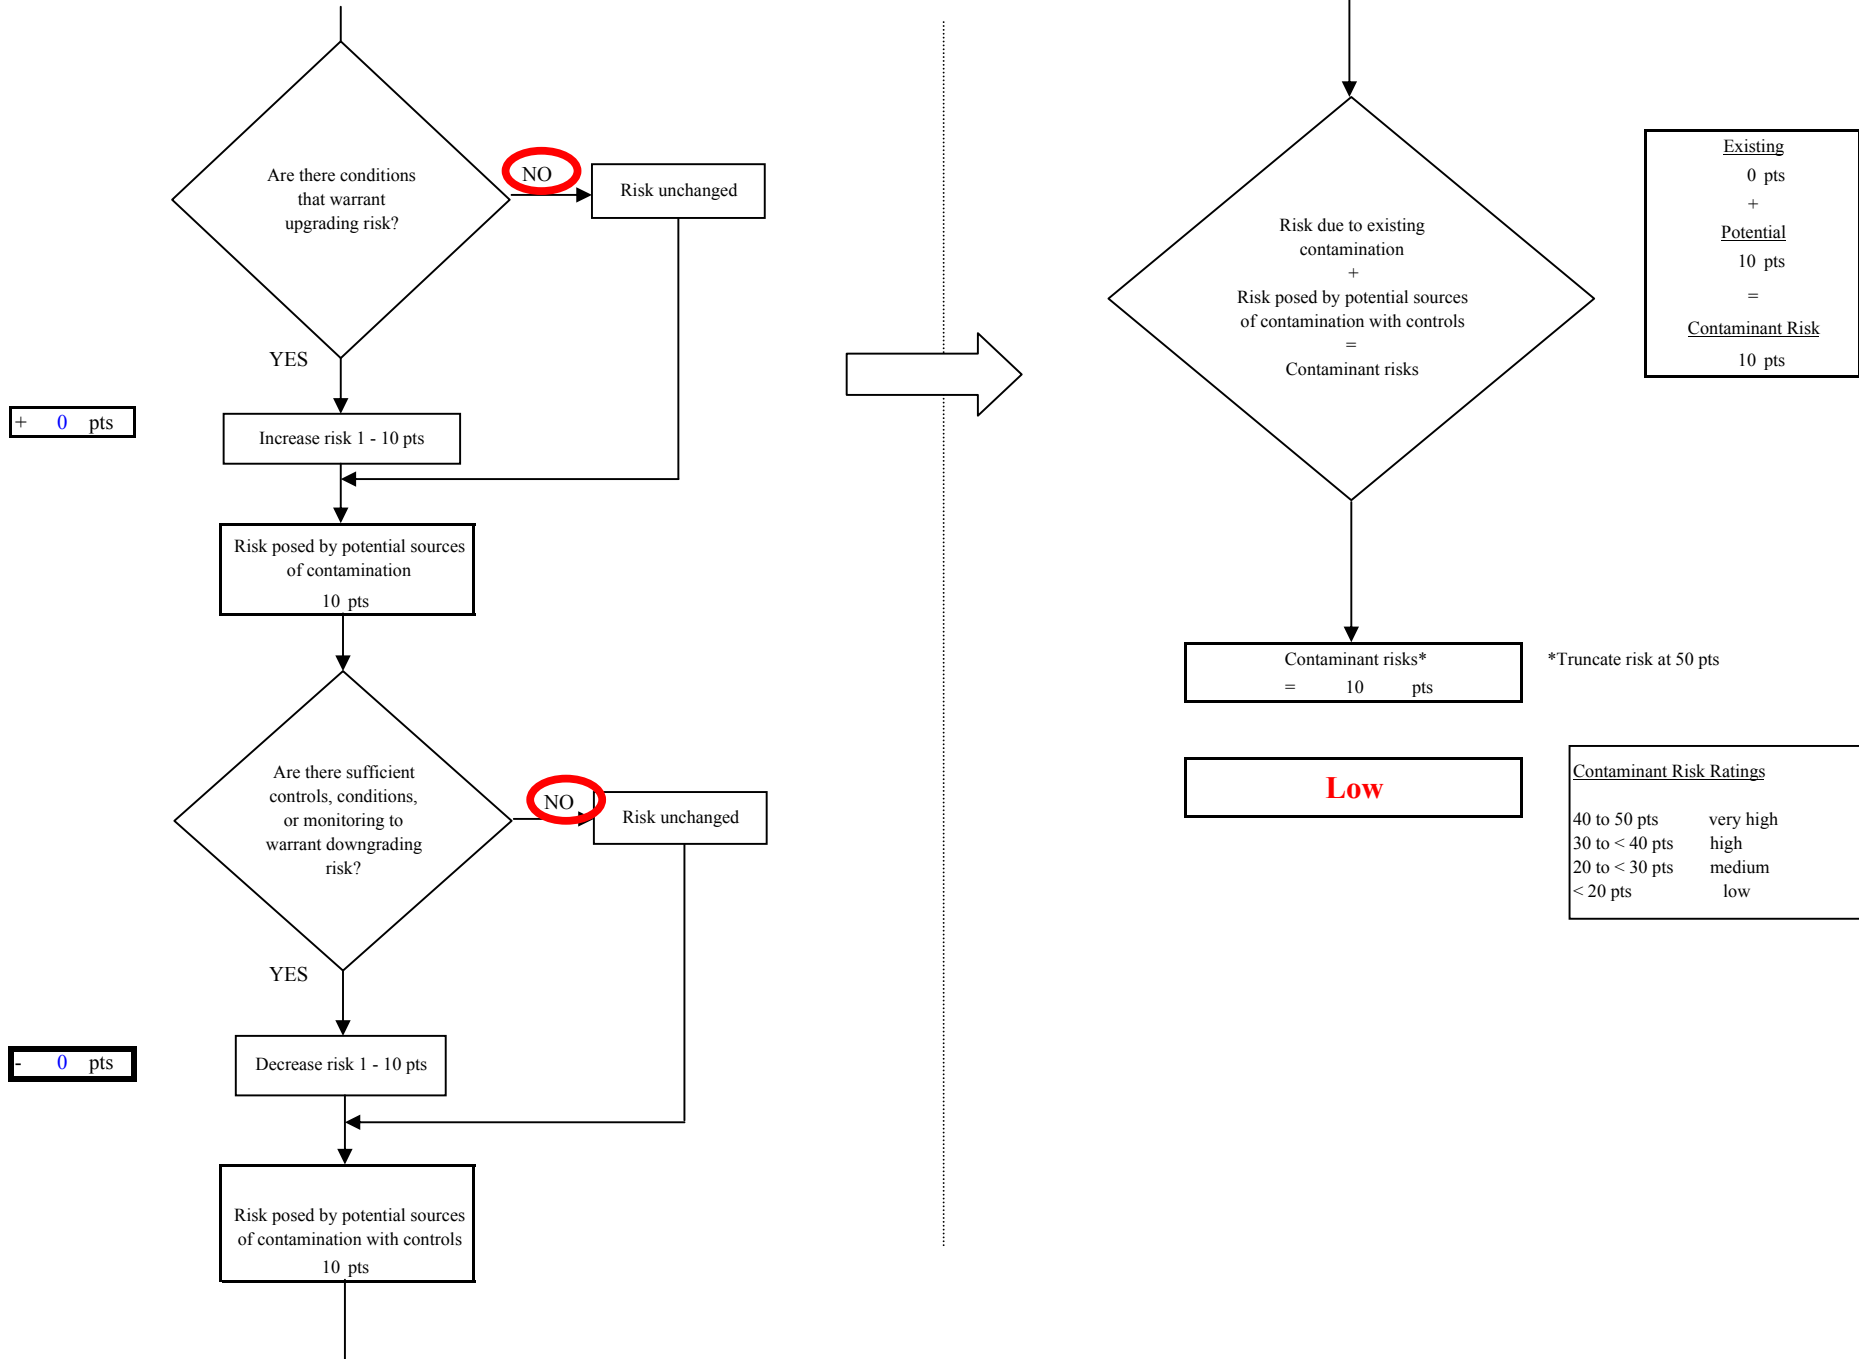 Are there conditions
that warrant
upgrading risk?
NO
Risk unchanged
YES
+ 0 pts
Increase risk 1 - 10 pts
Risk posed by potential sources
of contamination
10 pts
Are there sufficient
controls, conditions,
or monitoring to
warrant downgrading
risk?
NO
Risk unchanged
YES
- 0 pts
Decrease risk 1 - 10 pts
Risk posed by potential sources
of contamination with controls
10 pts
Risk due to existing
contamination
+
Risk posed by potential sources
of contamination with controls
=
Contaminant risks
Existing
0 pts
+
Potential
10 pts
=
Contaminant Risk
10 pts
Contaminant risks*
= 10 pts
*Truncate risk at 50 pts
Low
Contaminant Risk Ratings
40 to 50 pts very high
30 to < 40 pts high
20 to < 30 pts medium
< 20 pts low